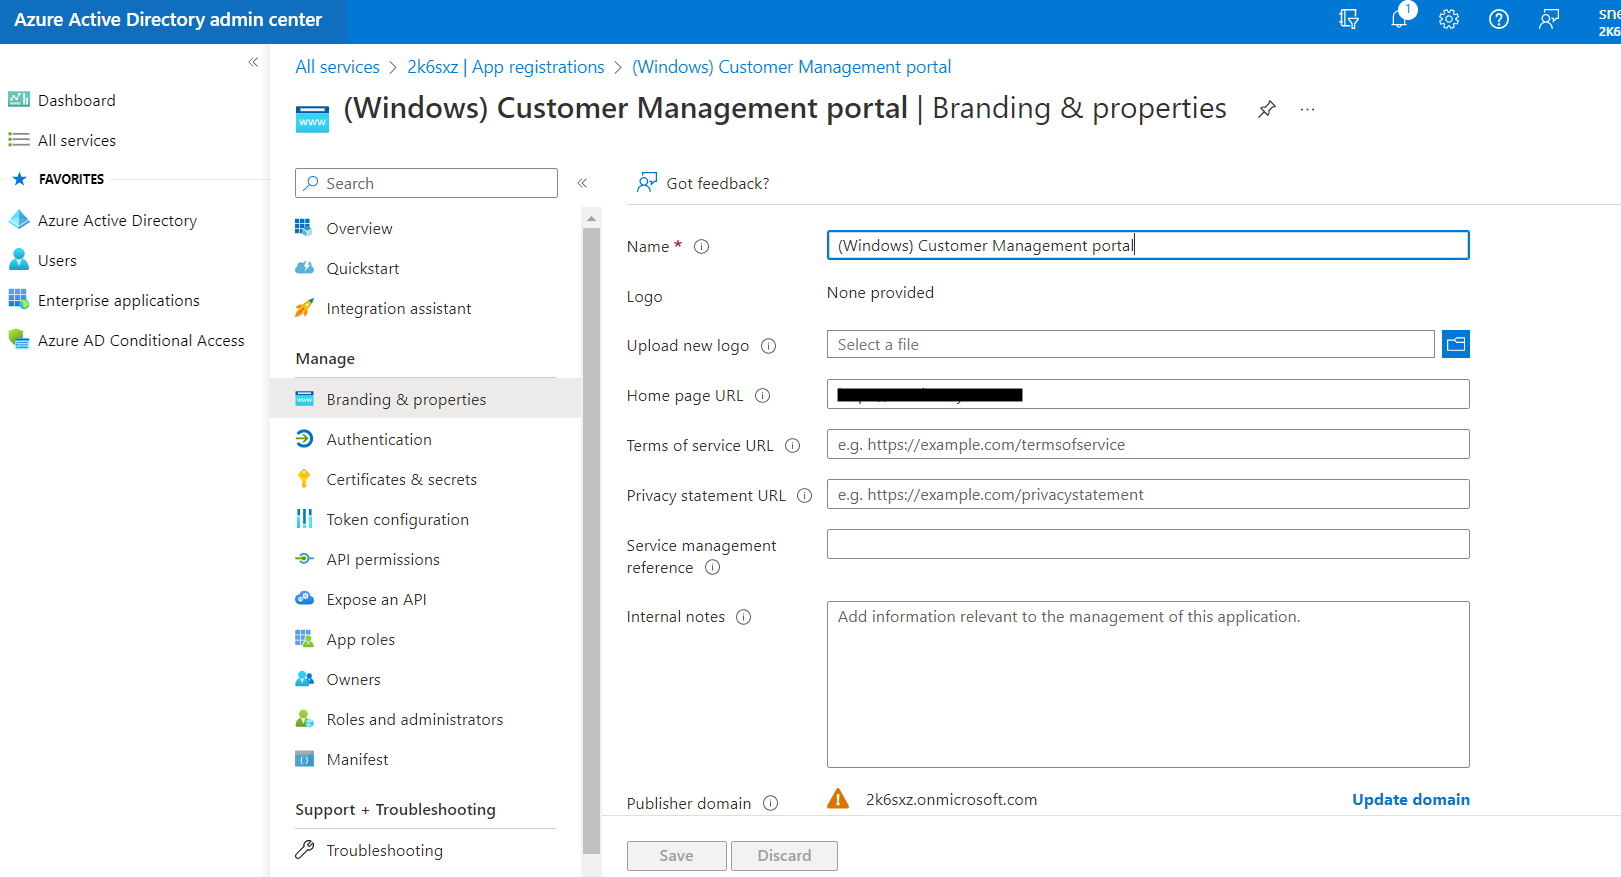 Azure Active Directory admin center
1
sne
2K6
«
Dashboard
All services
FAVORITES
Azure Active Directory
Users
Enterprise applications
Azure AD Conditional Access
All services > 2k6sxz | App registrations > (Windows) Customer Management portal
(Windows) Customer Management portal | Branding & properties
...
Search
«
Overview
Quickstart
Integration assistant
Manage
Branding & properties
Authentication
Certificates & secrets
Token configuration
API permissions
Expose an API
App roles
Owners
Roles and administrators
Manifest
Support + Troubleshooting
Troubleshooting
Got feedback?
Name *
(Windows) Customer Management portal
Logo
None provided
Upload new logo
Select a file
Home page URL
Terms of service URL
e.g. https://example.com/termsofservice
Privacy statement URL
e.g. https://example.com/privacystatement
Service management
reference
Internal notes
Add information relevant to the management of this application.
Publisher domain
2k6sxz.onmicrosoft.com
Update domain
Save
Discard